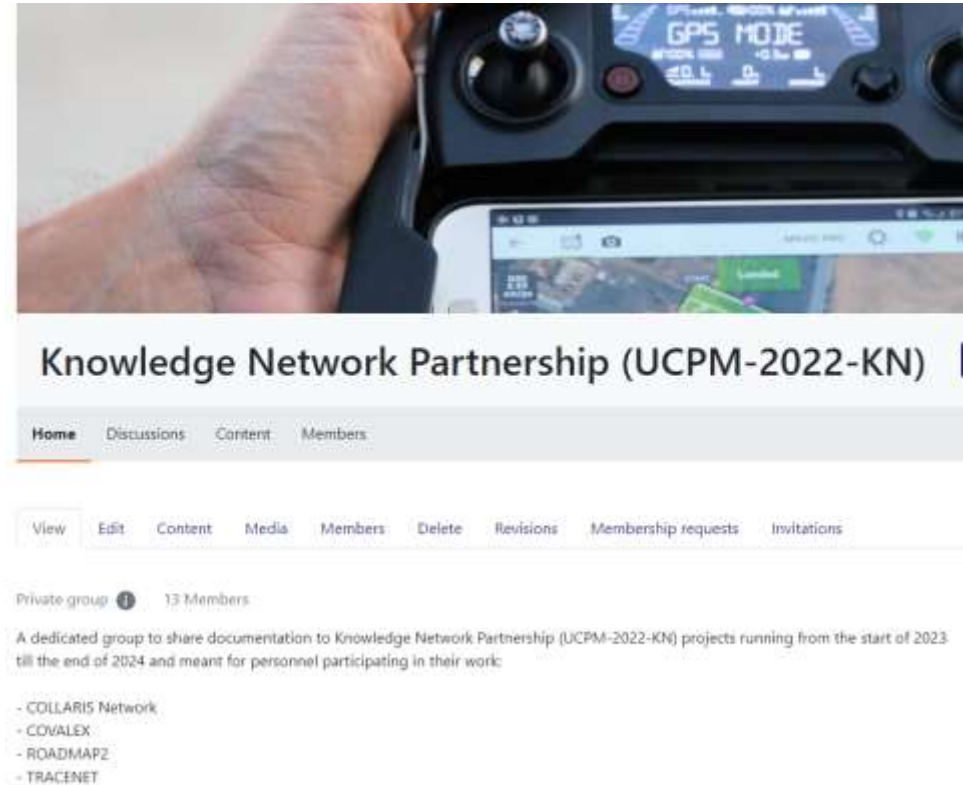 GPS MODE
Landed
Knowledge Network Partnership (UCPM-2022-KN)
Home Discussions Content Members
View Edit Content Media Members Delete Revisions Membership requests Invitations
Private group 13 Members
A dedicated group to share documentation to Knowledge Network Partnership (UCPM-2022-KN) projects running from the start of 2023
till the end of 2024 and meant for personnel participating in their work:
- COLLARIS Network
- COVALEX
- ROADMAP2
- TRACENET